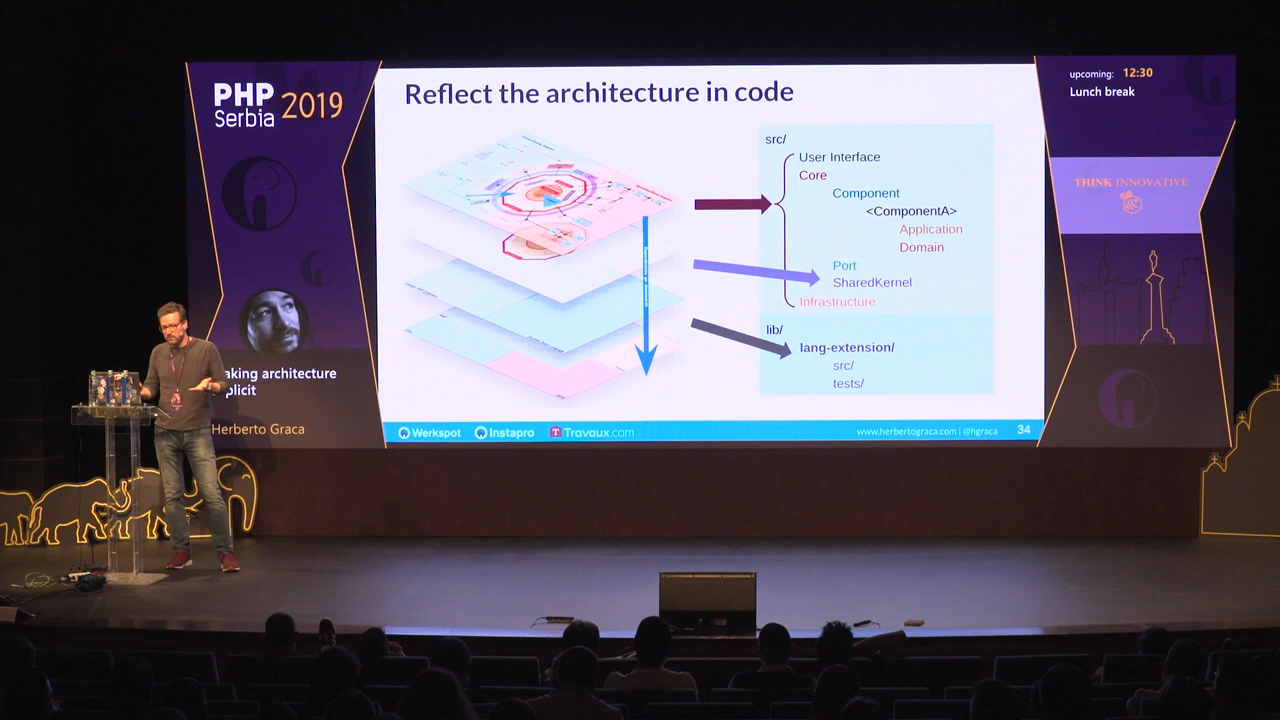 PHP
Serbia 2019
aking architecture
plicit
Herberto Graca
Reflect the architecture in code
src/
User Interface
Core
Component
<ComponentA>
Application
Domain
Port
SharedKernel
Infrastructure
lib/
lang-extension/
src/
tests/
Werkspot Instapro Travaux.com
www.herbertograca.com | @hgraca 34
upcoming: 12:30
Lunch break
THINK INNOVATIVE